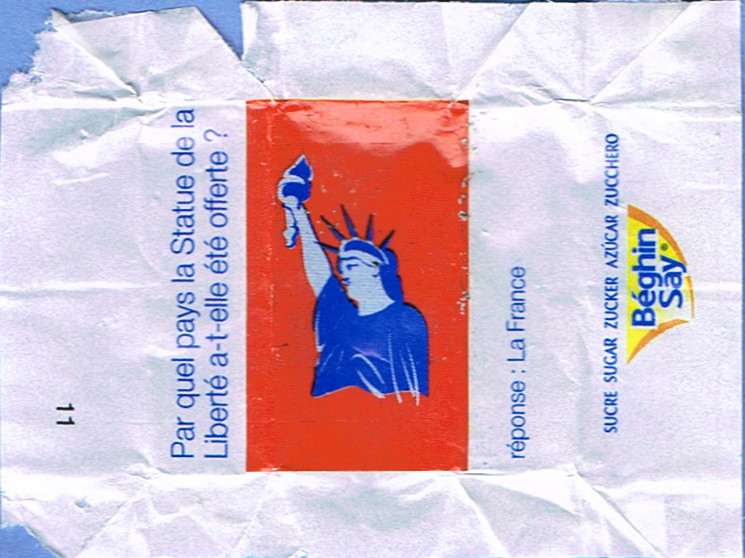 Par quel pays la Statue de la
Liberté a-t-elle été offerte ?
réponse : La France
SUCRE SUGAR ZUCKER AZÚCAR ZUCCHERO
Béghin
Say®
11